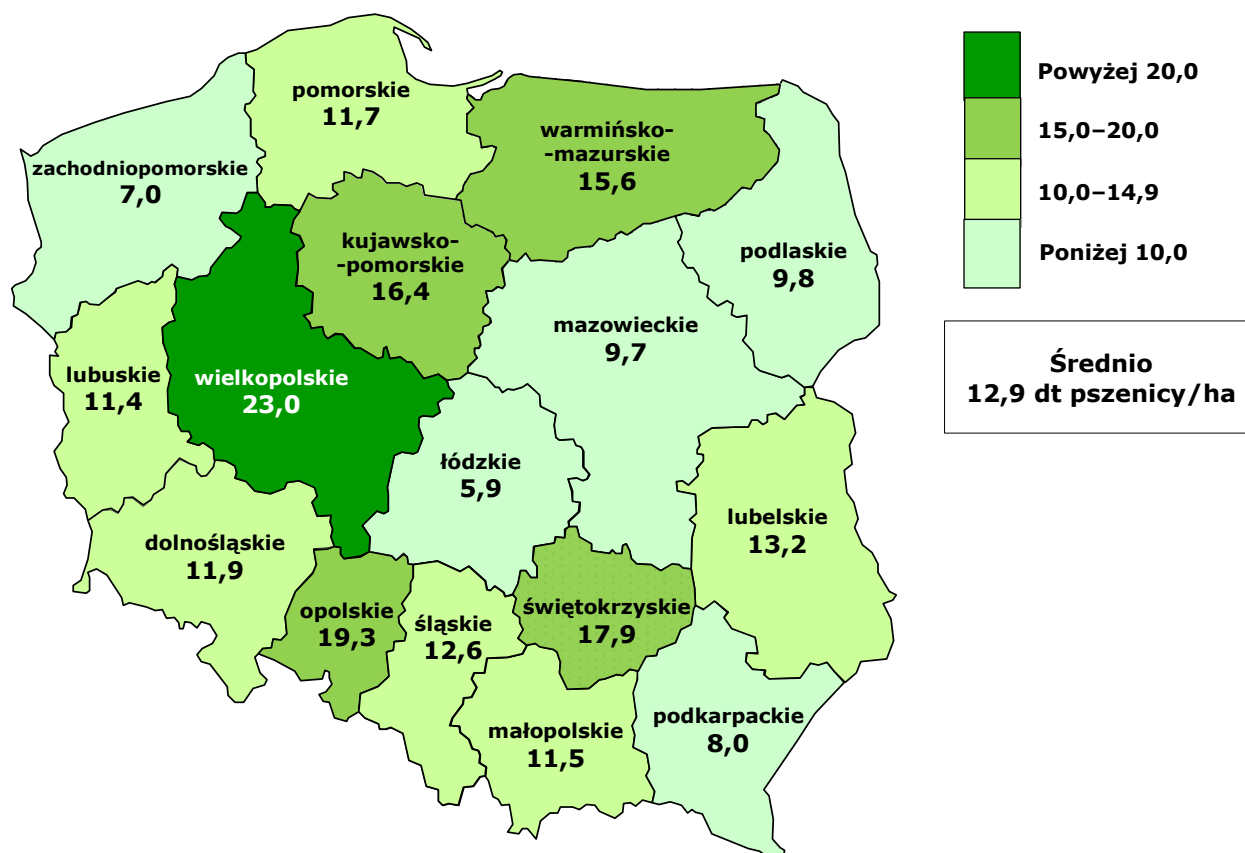 pomorskie
11,7
warmińsko-
-mazurskie
15,6
zachodniopomorskie
7,0
kujawsko-
-pomorskie
16,4
podlaskie
9,8
mazowieckie
9,7
lubuskie
11,4
wielkopolskie
23,0
łódzkie
5,9
lubelskie
13,2
dolnośląskie
11,9
opolskie
19,3
śląskie
12,6
świętokrzyskie
17,9
małopolskie
11,5
podkarpackie
8,0
Powyżej 20,0
15,0–20,0
10,0–14,9
Poniżej 10,0
Średnio
12,9 dt pszenicy/ha